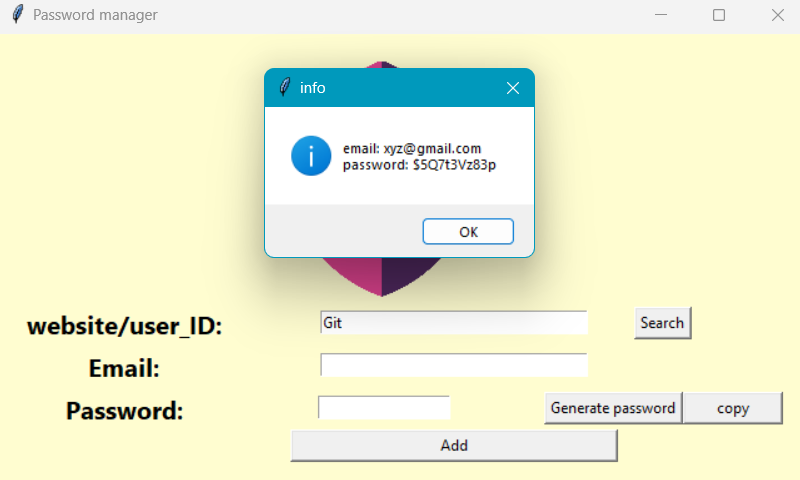 Password manager
info
email: xyz@gmail.com
password: $5Q7t3Vz83p
OK
website/user_ID:
Git
Search
Email:
Password:
Generate password
copy
Add